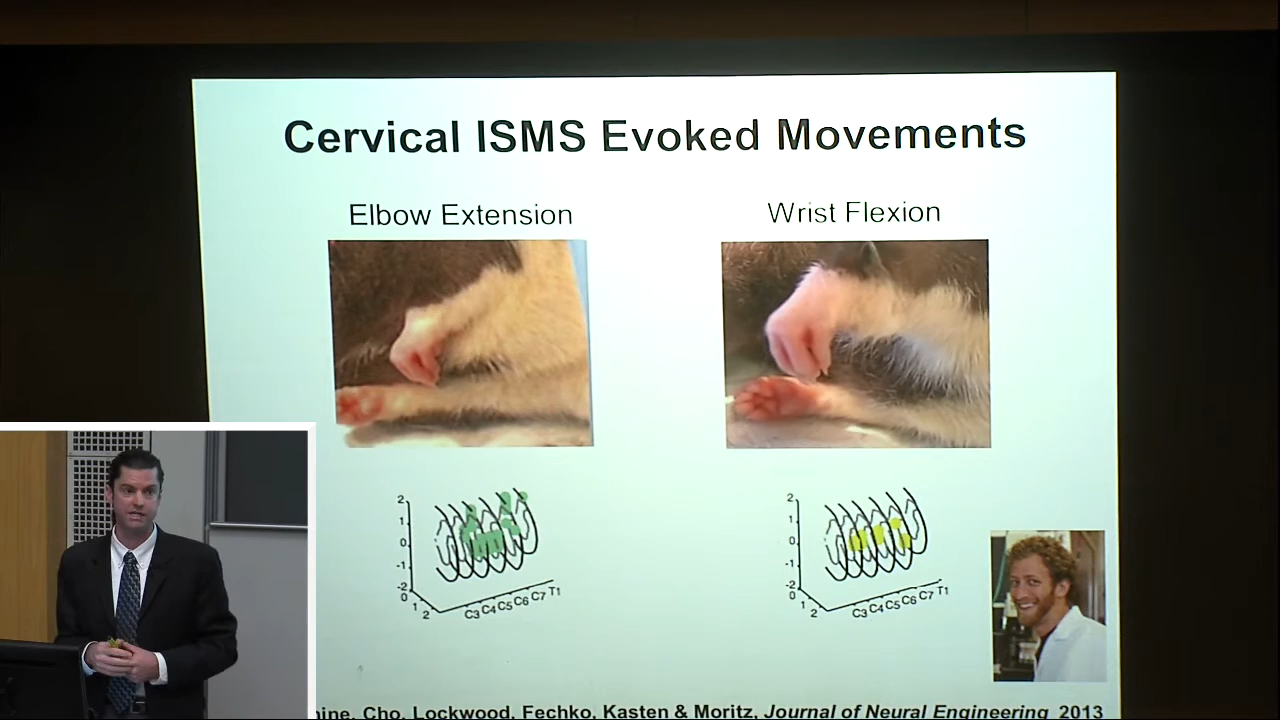 Cervical ISMS Evoked Movements
Elbow Extension
Wrist Flexion
2
1
0
-1
-2
0
1
2
C3 C4 C5 C6 C7 T1
2
1
0
-1
-2
0
1
2
C3 C4 C5 C6 C7 T1
Cho, Lockwood, Fechko, Kasten & Moritz, Journal of Neural Engineering 2013